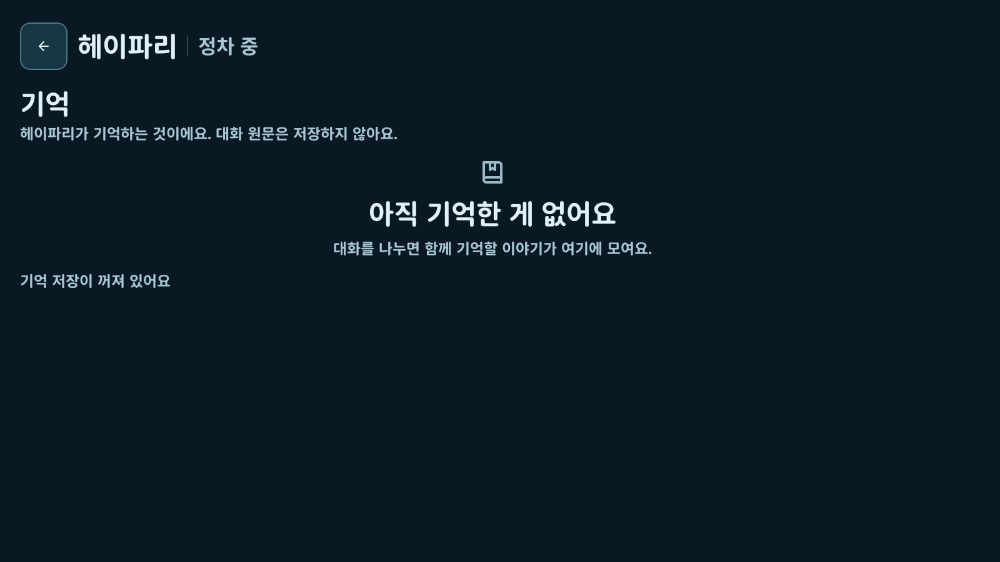 헤이파리 정차 중
기억
헤이파리가 기억하는 것이에요. 대화 원문은 저장하지 않아요.
아직 기억한 게 없어요
대화를 나누면 함께 기억할 이야기가 여기에 모여요.
기억 저장이 꺼져 있어요